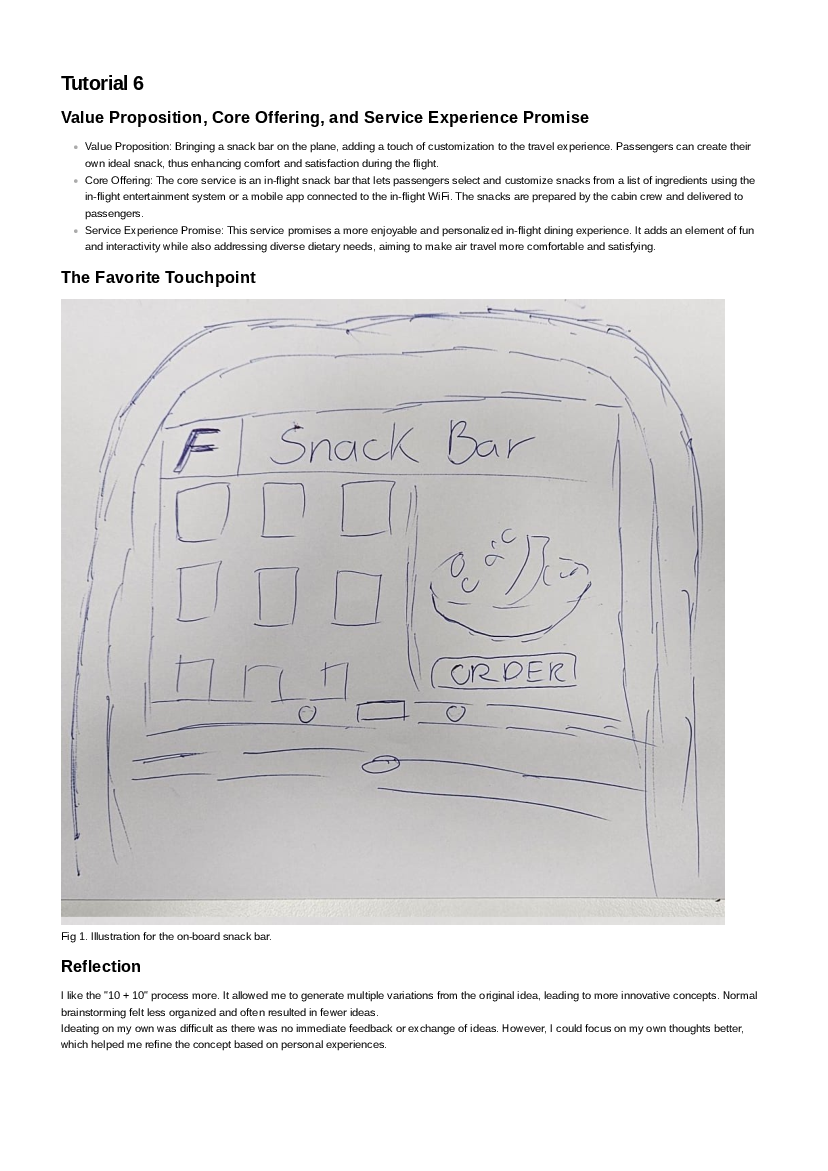 Tutorial 6
Value Proposition, Core Offering, and Service Experience Promise
Value Proposition: Bringing a snack bar on the plane, adding a touch of customization to the travel experience. Passengers can create their
own ideal snack, thus enhancing comfort and satisfaction during the flight.
Core Offering: The core service is an in-flight snack bar that lets passengers select and customize snacks from a list of ingredients using the
in-flight entertainment system or a mobile app connected to the in-flight WiFi. The snacks are prepared by the cabin crew and delivered to
passengers.
Service Experience Promise: This service promises a more enjoyable and personalized in-flight dining experience. It adds an element of fun
and interactivity while also addressing diverse dietary needs, aiming to make air travel more comfortable and satisfying.
The Favorite Touchpoint
F Snack Bar
ORDER
Fig 1. Illustration for the on-board snack bar.
Reflection
I like the "10 + 10" process more. It allowed me to generate multiple variations from the original idea, leading to more innovative concepts. Normal
brainstorming felt less organized and often resulted in fewer ideas.
Ideating on my own was difficult as there was no immediate feedback or exchange of ideas. However, I could focus on my own thoughts better,
which helped me refine the concept based on personal experiences.